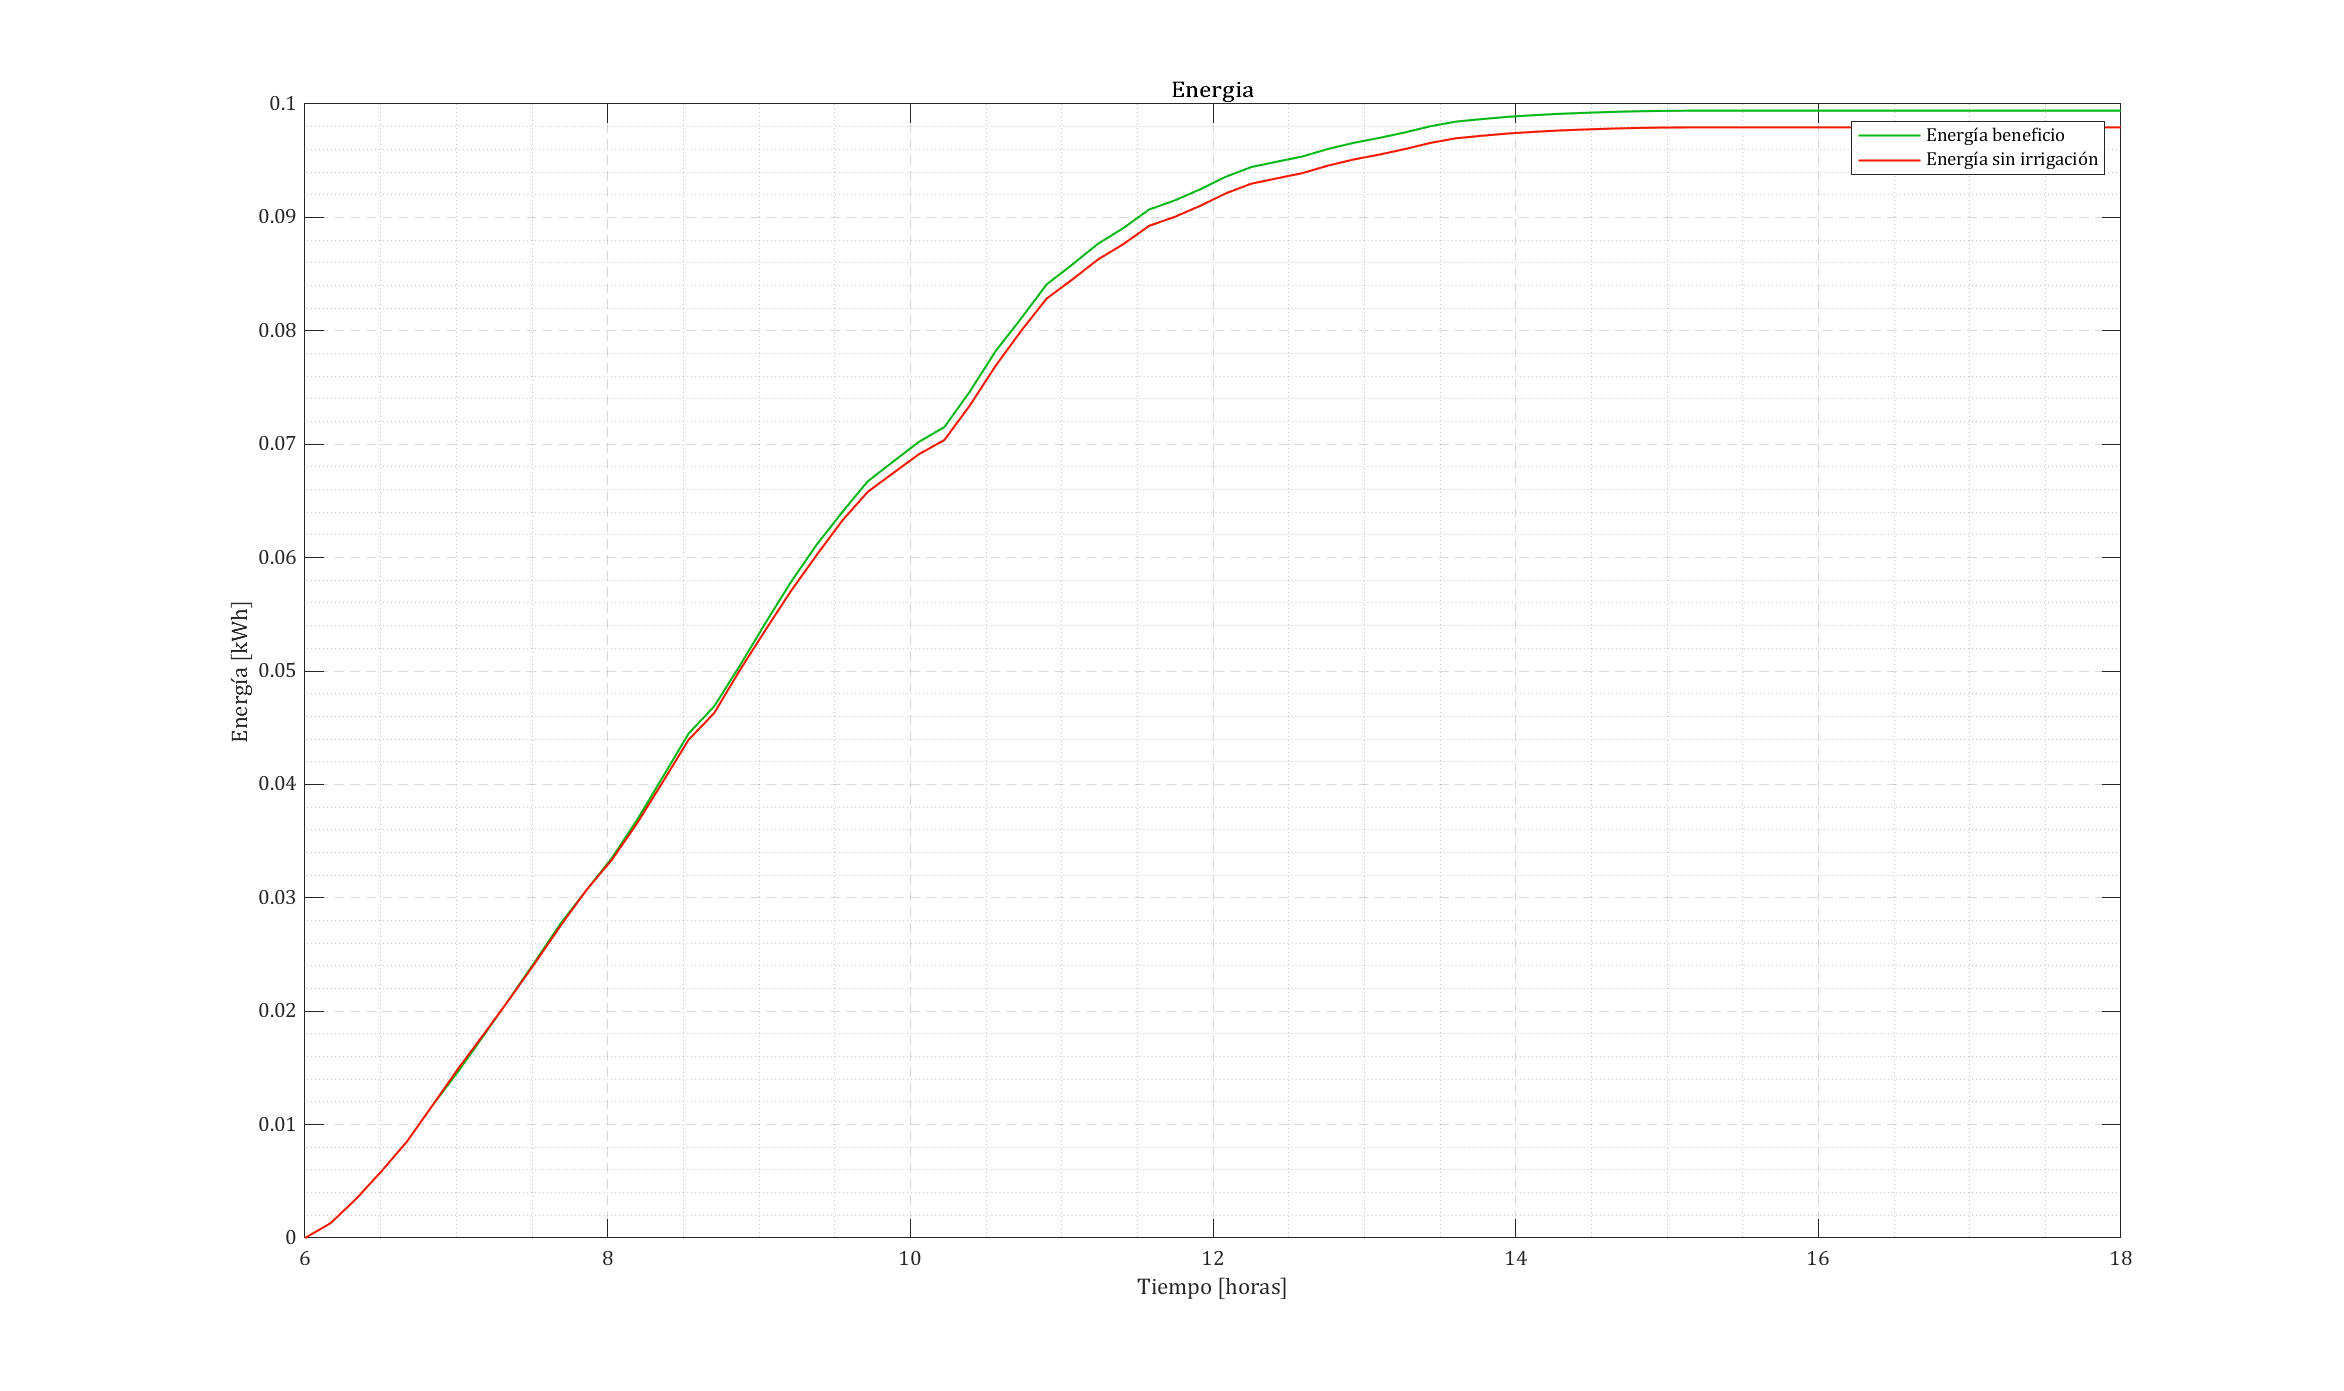 Energia
0.1
0.09
0.08
0.07
0.06
0.05
0.04
0.03
0.02
0.01
0
Energía [kWh]
Energía beneficio
Energía sin irrigación
6 8 10 12 14 16 18
Tiempo [horas]